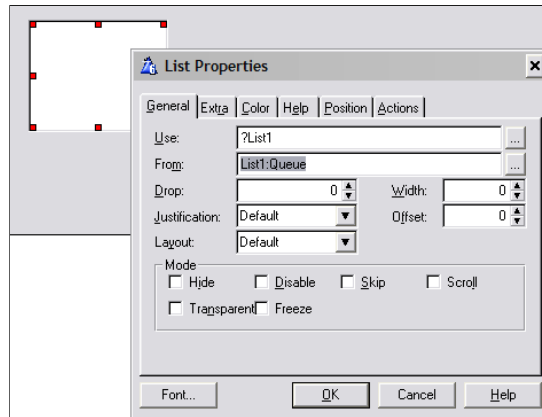 List Properties
General Extra Color Help Position Actions
Use: ?List1 ...
From: List1:Queue ...
Drop: 0 Width: 0
Justification: Default Offset: 0
Layout: Default
Mode
Hide Disable Skip Scroll
Transparent Freeze
Font... OK Cancel Help